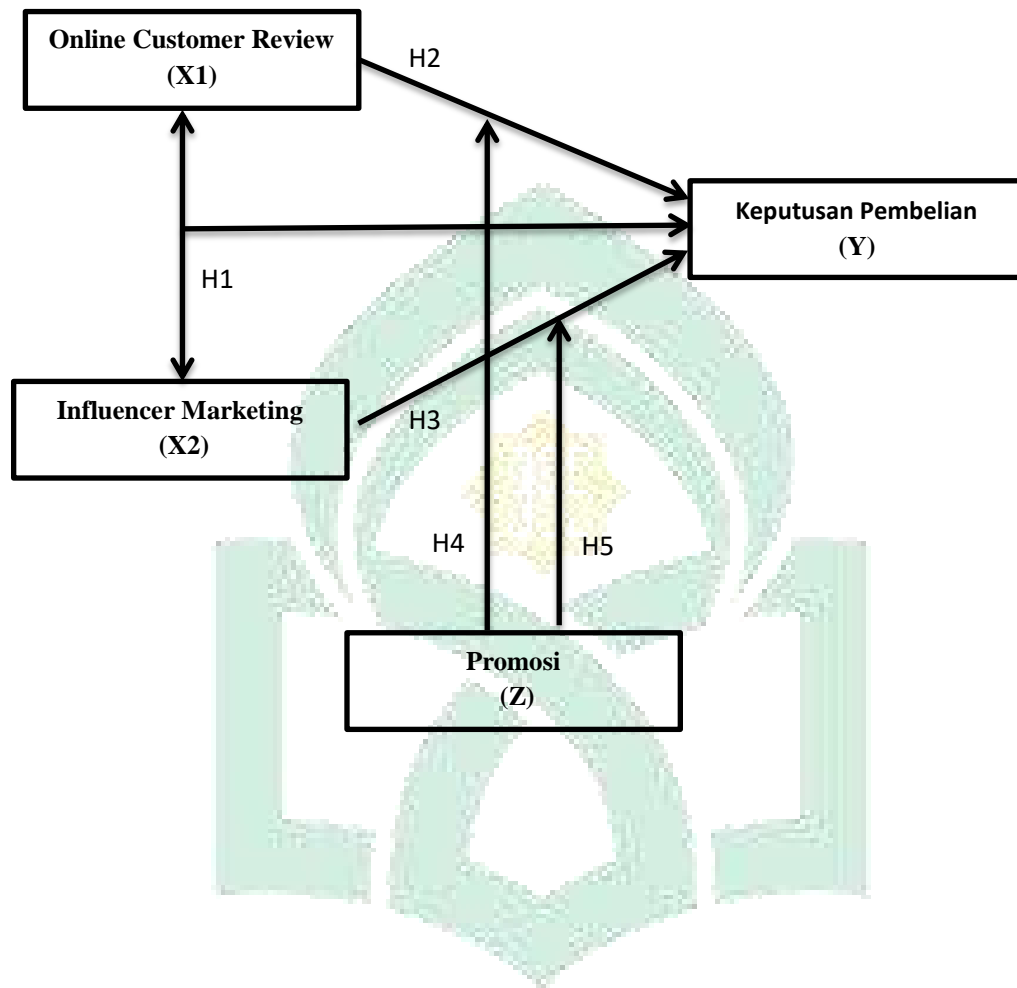 Online Customer Review
(X1)
H2
Keputusan Pembelian
(Y)
H1
Influencer Marketing
(X2)
H3
H4
H5
Promosi
(Z)